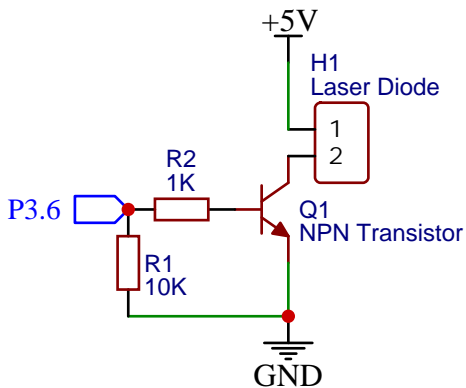 +5V
H1
Laser Diode
1
2
R2
1K
P3.6
Q1
NPN Transistor
R1
10K
GND